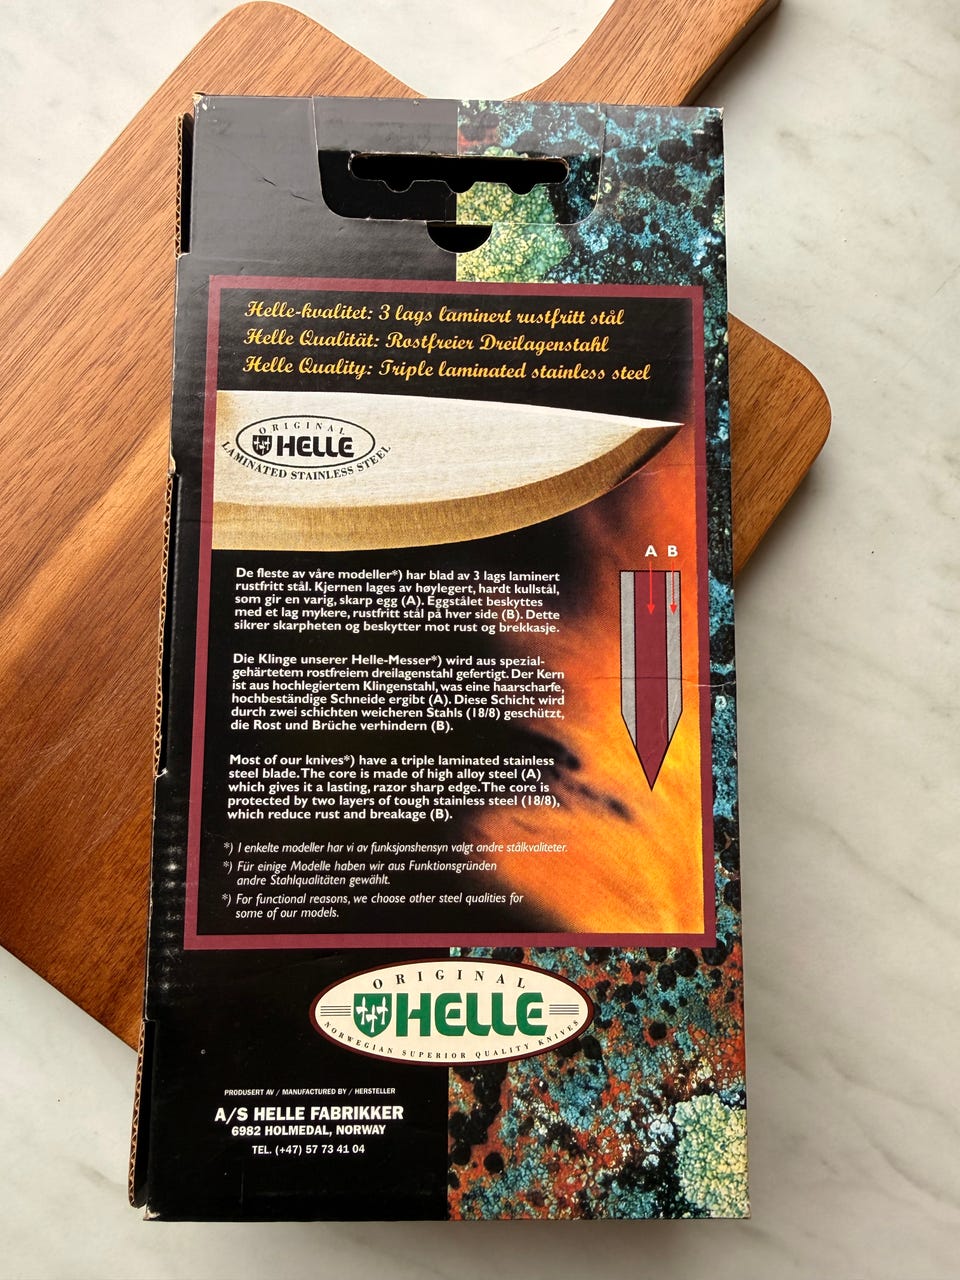 Helle-kvalitet: 3 lags laminert rustfritt stål
Helle Qualität: Rostfreier Dreilagenstahl
Helle Quality: Triple laminated stainless steel
ORIGINAL
HELLE
LAMINATED STAINLESS STEEL
A B
De fleste av våre modeller*) har blad av 3 lags laminert
rustfritt stål. Kjernen lages av høylegert, hardt kullstål,
som gir en varig, skarp egg (A). Eggstålet beskyttes
med et lag mykere, rustfritt stål på hver side (B). Dette
sikrer skarpheten og beskytter mot rust og brekkasje.
Die Klinge unserer Helle-Messer*) wird aus spezial-
gehärtetem rostfreiem dreilagenstahl gefertigt. Der Kern
ist aus hochlegiertem Klingenstahl, was eine haarscharfe,
hochbeständige Schneide ergibt (A). Diese Schicht wird
durch zwei schichten weicheren Stahls (18/8) geschützt,
die Rost und Brüche verhindern (B).
Most of our knives*) have a triple laminated stainless
steel blade. The core is made of high alloy steel (A)
which gives it a lasting, razor sharp edge. The core is
protected by two layers of tough stainless steel (18/8),
which reduce rust and breakage (B).
*) I enkelte modeller har vi av funksjonshensyn valgt andre stålkvaliteter.
*) Für einige Modelle haben wir aus Funktionsgründen
andre Stahlqualitäten gewählt.
*) For functional reasons, we choose other steel qualities for
some of our models.
ORIGINAL
HELLE
NORWEGIAN SUPERIOR QUALITY KNIVES
PRODUSERT AV / MANUFACTURED BY / HERSTELLER
A/S HELLE FABRIKKER
6982 HOLMEDAL, NORWAY
TEL. (+47) 57 73 41 04